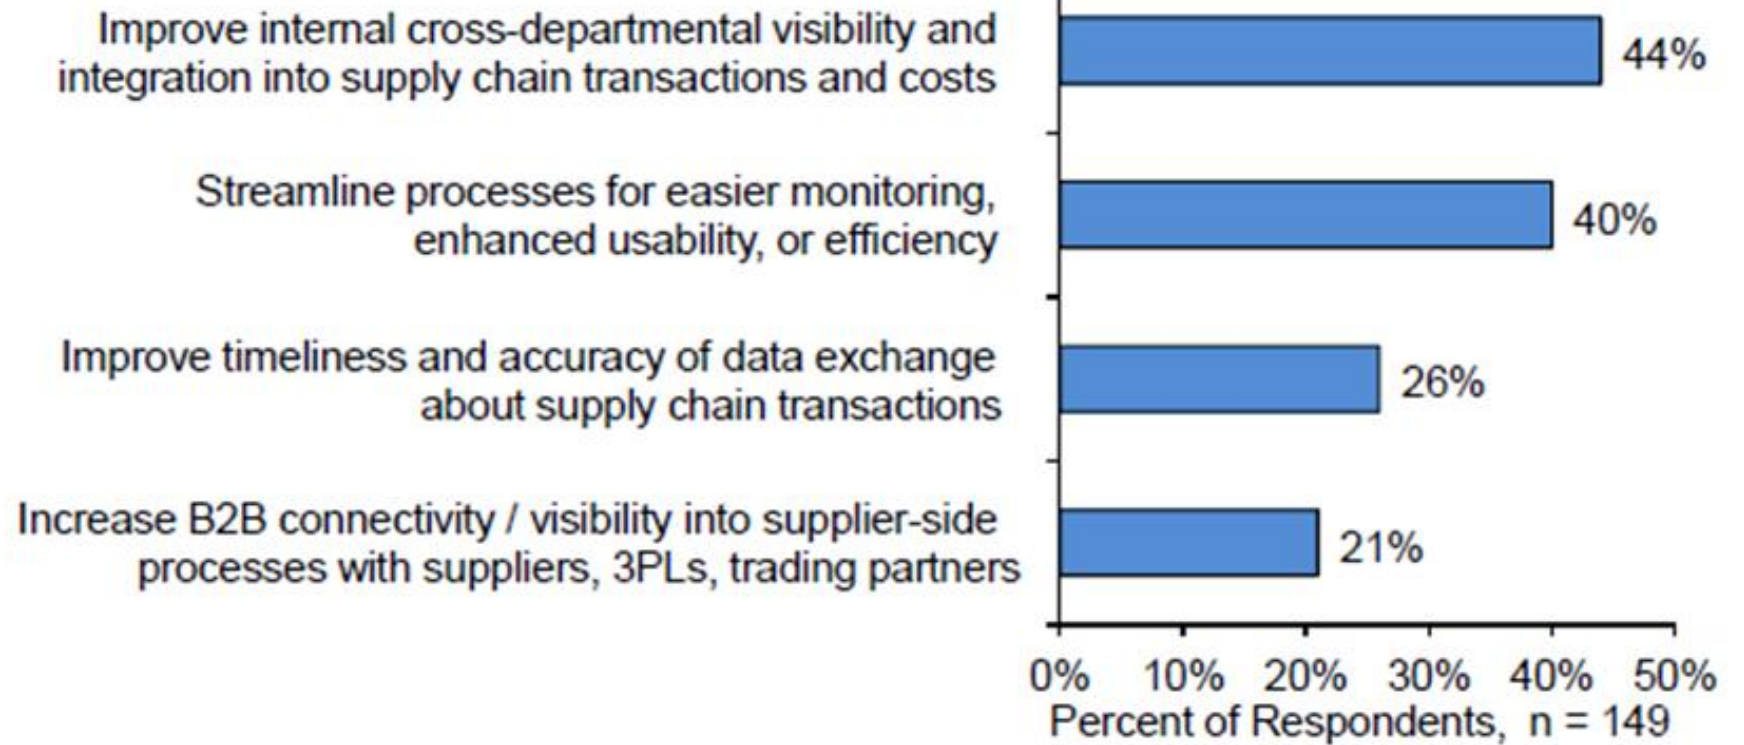 Improve internal cross-departmental visibility and
integration into supply chain transactions and costs
44%
Streamline processes for easier monitoring,
enhanced usability, or efficiency
40%
Improve timeliness and accuracy of data exchange
about supply chain transactions
26%
Increase B2B connectivity / visibility into supplier-side
processes with suppliers, 3PLs, trading partners
21%
0% 10% 20% 30% 40% 50%
Percent of Respondents, n = 149